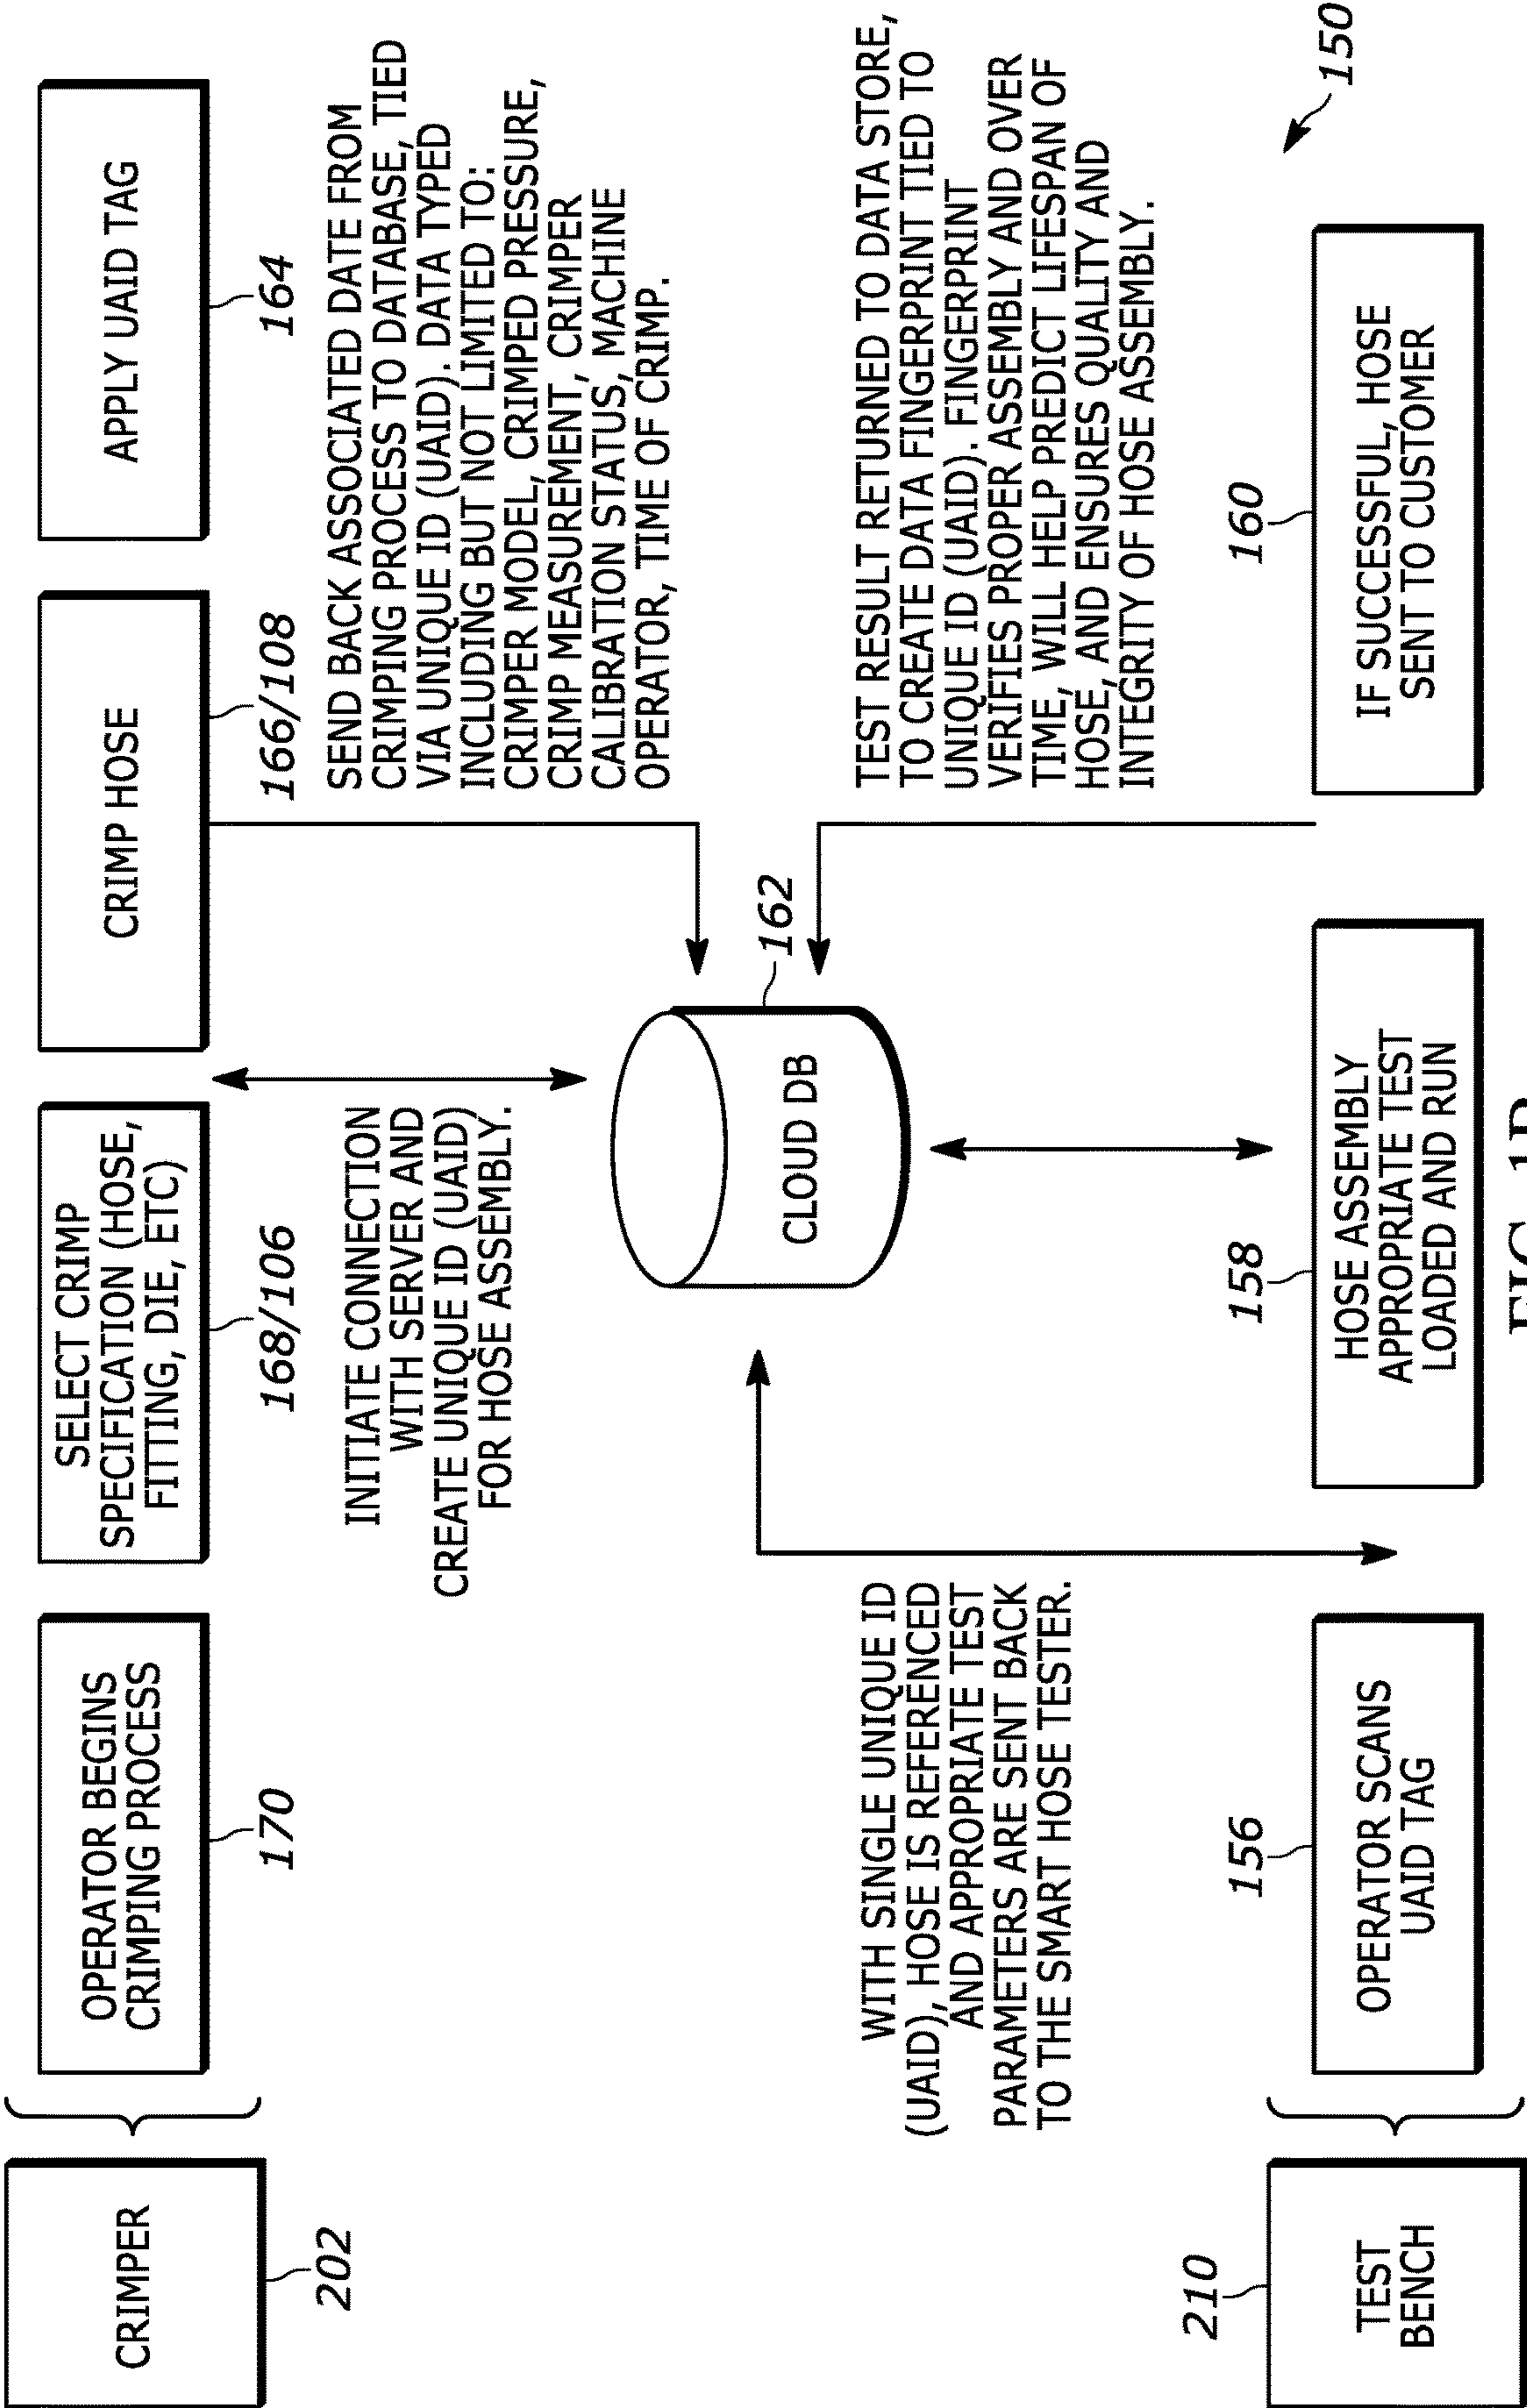 CRIMPER
202
OPERATOR BEGINS
CRIMPING PROCESS
170
SELECT CRIMP
SPECIFICATION (HOSE,
FITTING, DIE, ETC)
168/106
CRIMP HOSE
166/108
APPLY UAID TAG
164
INITIATE CONNECTION
WITH SERVER AND
CREATE UNIQUE ID (UAID)
FOR HOSE ASSEMBLY.
SEND BACK ASSOCIATED DATE FROM
CRIMPING PROCESS TO DATABASE, TIED
VIA UNIQUE ID (UAID). DATA TYPED
INCLUDING BUT NOT LIMITED TO:
CRIMPER MODEL, CRIMPED PRESSURE,
CRIMP MEASUREMENT, CRIMPER
CALIBRATION STATUS, MACHINE
OPERATOR, TIME OF CRIMP.
CLOUD DB
162
WITH SINGLE UNIQUE ID
(UAID), HOSE IS REFERENCED
AND APPROPRIATE TEST
PARAMETERS ARE SENT BACK
TO THE SMART HOSE TESTER.
TEST RESULT RETURNED TO DATA STORE,
TO CREATE DATA FINGERPRINT TIED TO
UNIQUE ID (UAID). FINGERPRINT
VERIFIES PROPER ASSEMBLY AND OVER
TIME, WILL HELP PREDICT LIFESPAN OF
HOSE, AND ENSURES QUALITY AND
INTEGRITY OF HOSE ASSEMBLY.
210
TEST
BENCH
156
OPERATOR SCANS
UAID TAG
158
HOSE ASSEMBLY
APPROPRIATE TEST
LOADED AND RUN
160
IF SUCCESSFUL, HOSE
SENT TO CUSTOMER
150